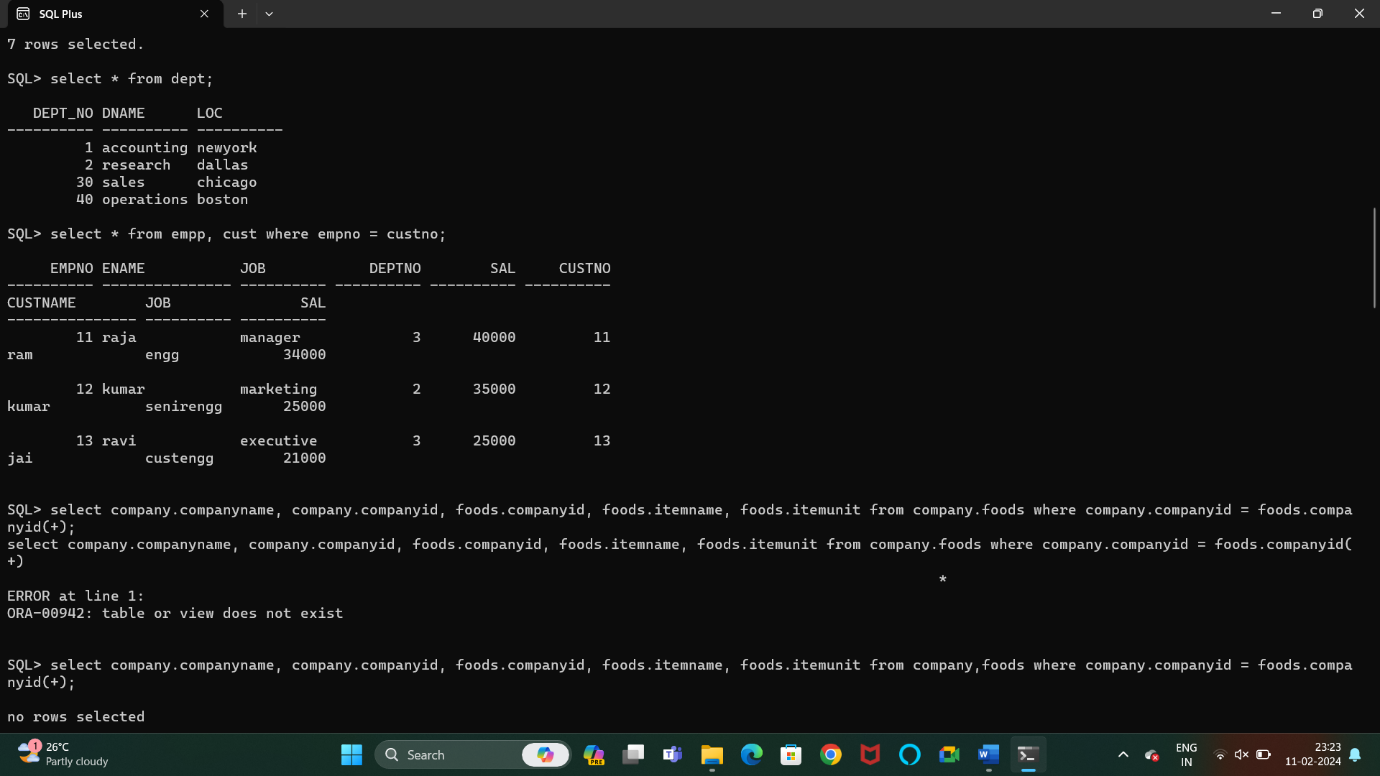 SQL Plus
7 rows selected.
SQL> select * from dept;
DEPT_NO DNAME LOC
---------- ---------- ----------
1 accounting newyork
2 research dallas
30 sales chicago
40 operations boston
SQL> select * from empp, cust where empno = custno;
EMPNO ENAME JOB DEPTNO SAL CUSTNO
---------- --------------- ---------- ---------- ---------- ----------
CUSTNAME JOB SAL
--------------- ---------- ----------
11 raja manager 3 40000 11
ram engg 34000
12 kumar marketing 2 35000 12
kumar senirengg 25000
13 ravi executive 3 25000 13
jai custengg 21000
SQL> select company.companyname, company.companyid, foods.companyid, foods.itemname, foods.itemunit from company.foods where company.companyid = foods.compa
nyid(+);
select company.companyname, company.companyid, foods.companyid, foods.itemname, foods.itemunit from company.foods where company.companyid = foods.companyid(
+)
*
ERROR at line 1:
ORA-00942: table or view does not exist
SQL> select company.companyname, company.companyid, foods.companyid, foods.itemname, foods.itemunit from company,foods where company.companyid = foods.compa
nyid(+);
no rows selected
1
26°C
Partly cloudy
Search
PRE
ENG
IN
23:23
11-02-2024